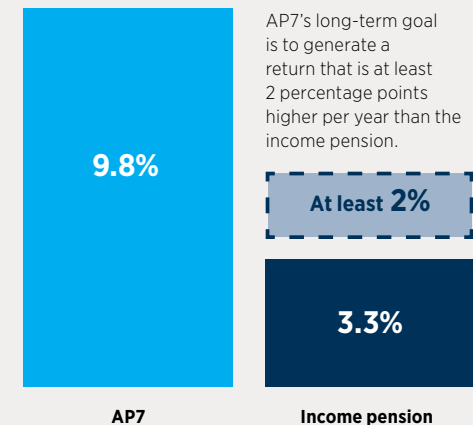 AP7's long-term goal
is to generate a
return that is at least
2 percentage points
higher per year than the
income pension.
9.8%
At least 2%
3.3%
AP7
Income pension